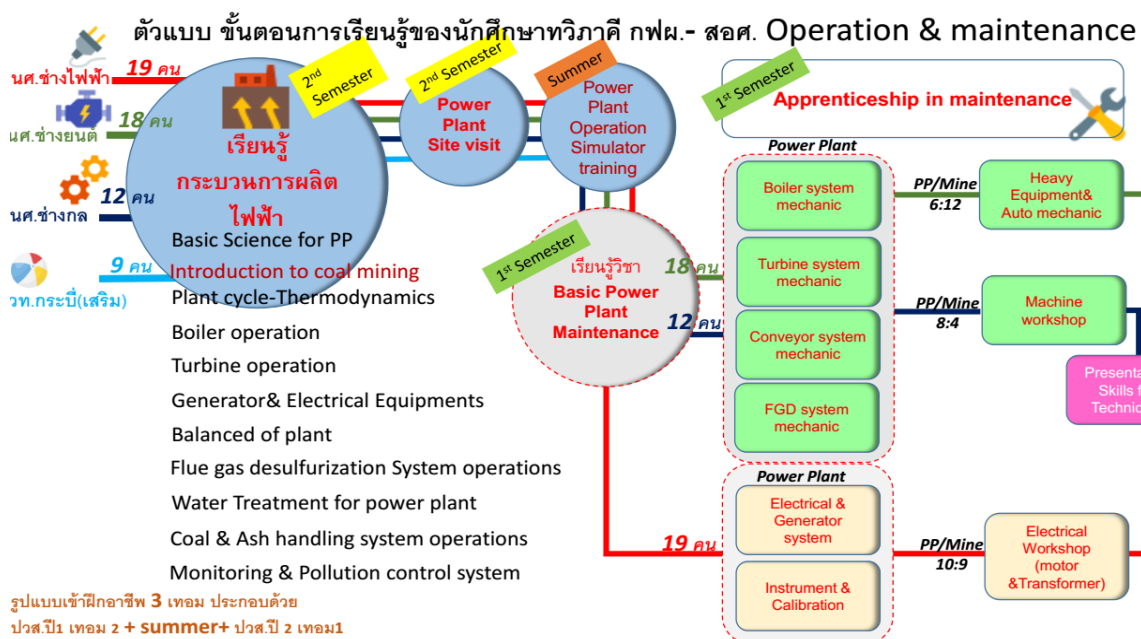 ตัวแบบ ขั้นตอนการเรียนรู้ของนักศึกษาทวิภาคี กฟผ.- สอศ. Operation & maintenance
นศ.ช่างไฟฟ้า
19 คน
นศ.ช่างยนต์
18 คน
นศ.ช่างกล
12 คน
วท.กระบี่(เสริม)
9 คน
2nd
Semester
เรียนรู้
กระบวนการผลิต
ไฟฟ้า
Basic Science for PP
Introduction to coal mining
Plant cycle-Thermodynamics
Boiler operation
Turbine operation
Generator& Electrical Equipments
Balanced of plant
Flue gas desulfurization System operations
Water Treatment for power plant
Coal & Ash handling system operations
Monitoring & Pollution control system
รูปแบบเข้าฝึกอาชีพ 3 เทอม ประกอบด้วย
ปวส.ปี1 เทอม 2 + summer+ ปวส.ปี 2 เทอม1
2nd Semester
Power
Plant
Site visit
Summer
Power
Plant
Operation
Simulator
training
1st Semester
เรียนรู้วิชา
Basic Power
Plant
Maintenance
18 คน
12 คน
19 คน
1st Semester
Apprenticeship in maintenance
Power Plant
Boiler system
mechanic
Turbine system
mechanic
Conveyor system
mechanic
FGD system
mechanic
Power Plant
Electrical &
Generator
system
Instrument &
Calibration
PP/Mine
6:12
Heavy
Equipment&
Auto mechanic
PP/Mine
8:4
Machine
workshop
Presenta
Skills f
Techni
PP/Mine
10:9
Electrical
Workshop
(motor
&Transformer)